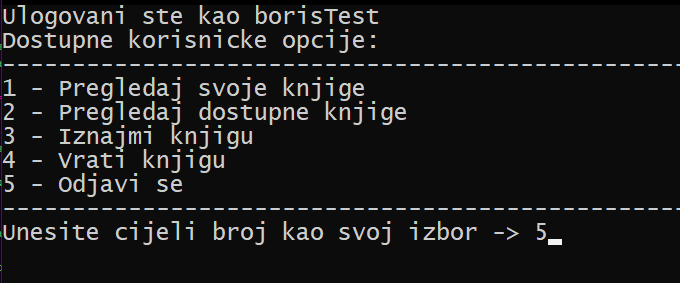 Ulogovani ste kao borisTest
Dostupne korisnicke opcije:
--------------------------------------------------
1 - Pregledaj svoje knjige
2 - Pregledaj dostupne knjige
3 - Iznajmi knjigu
4 - Vrati knjigu
5 - Odjavi se
--------------------------------------------------
Unesite cijeli broj kao svoj izbor -> 5_